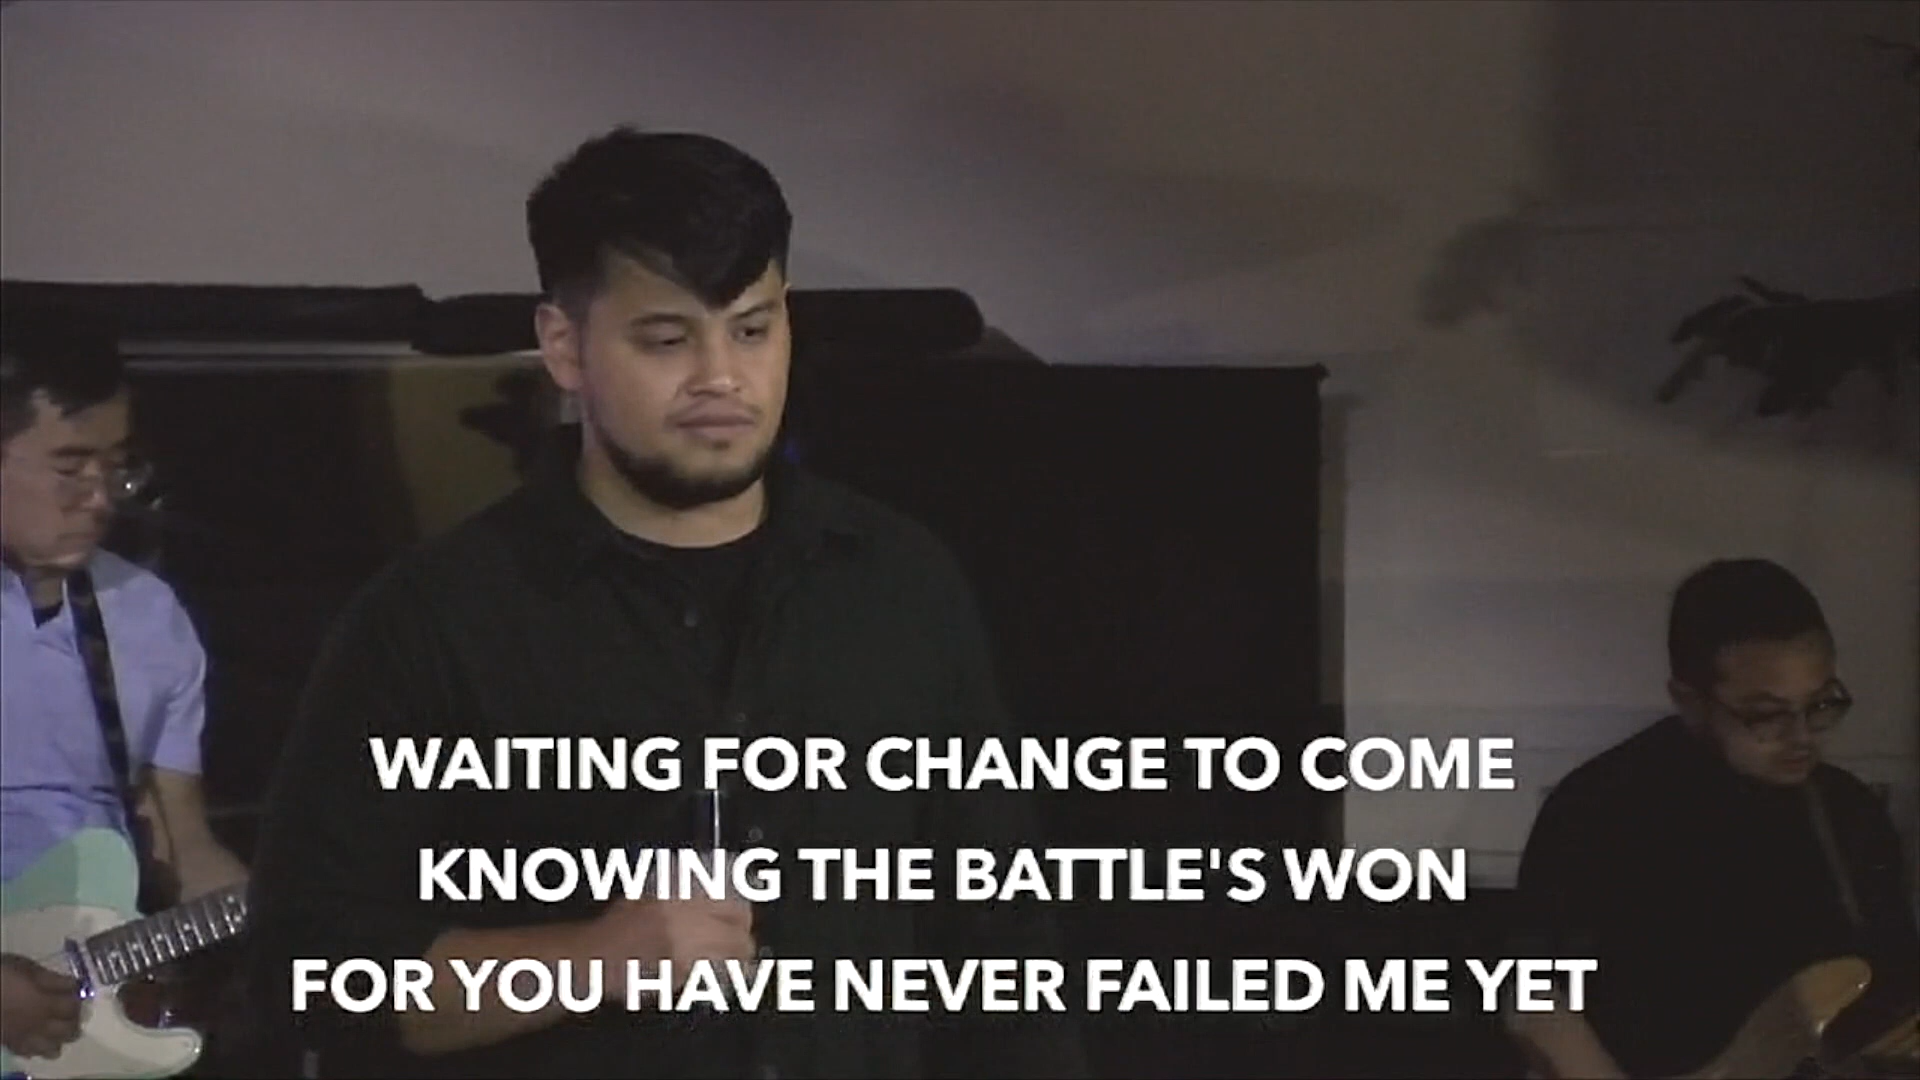 WAITING FOR CHANGE TO COME
KNOWING THE BATTLE'S WON
FOR YOU HAVE NEVER FAILED ME YET